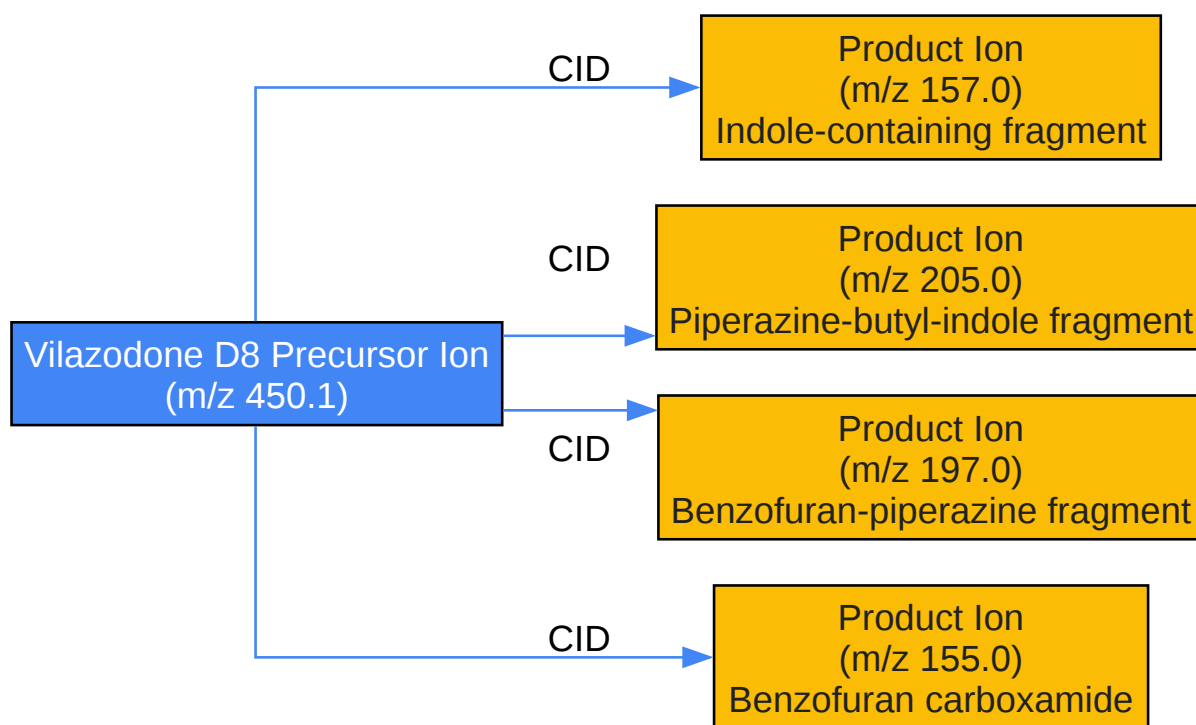 CID
Product Ion
(m/z 157.0)
Indole-containing fragment
CID
Product Ion
(m/z 205.0)
Piperazine-butyl-indole fragment
Vilazodone D8 Precursor Ion
(m/z 450.1)
CID
Product Ion
(m/z 197.0)
Benzofuran-piperazine fragment
CID
Product Ion
(m/z 155.0)
Benzofuran carboxamide